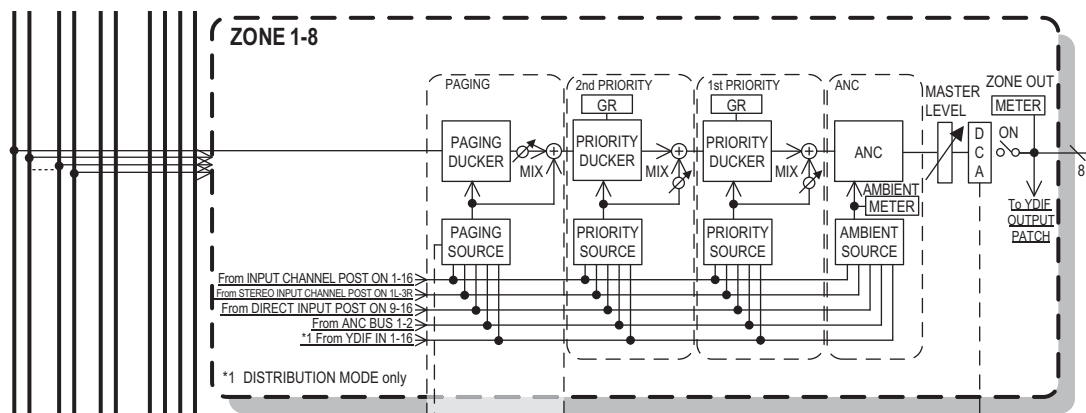 ZONE 1-8
PAGING
2nd PRIORITY
1st PRIORITY
ANC
GR
GR
MASTER
LEVEL
ZONE OUT
METER
PAGING
DUCKER
PRIORITY
DUCKER
PRIORITY
DUCKER
ANC
D
C
A
ON
MIX
MIX
MIX
8
AMBIENT
METER
To YDIF
OUTPUT
PATCH
PAGING
SOURCE
PRIORITY
SOURCE
PRIORITY
SOURCE
AMBIENT
SOURCE
From INPUT CHANNEL POST ON 1-16
From STEREO INPUT CHANNEL POST ON 1L-3R
From DIRECT INPUT POST ON 9-16
From ANC BUS 1-2
*1 From YDIF IN 1-16
*1 DISTRIBUTION MODE only